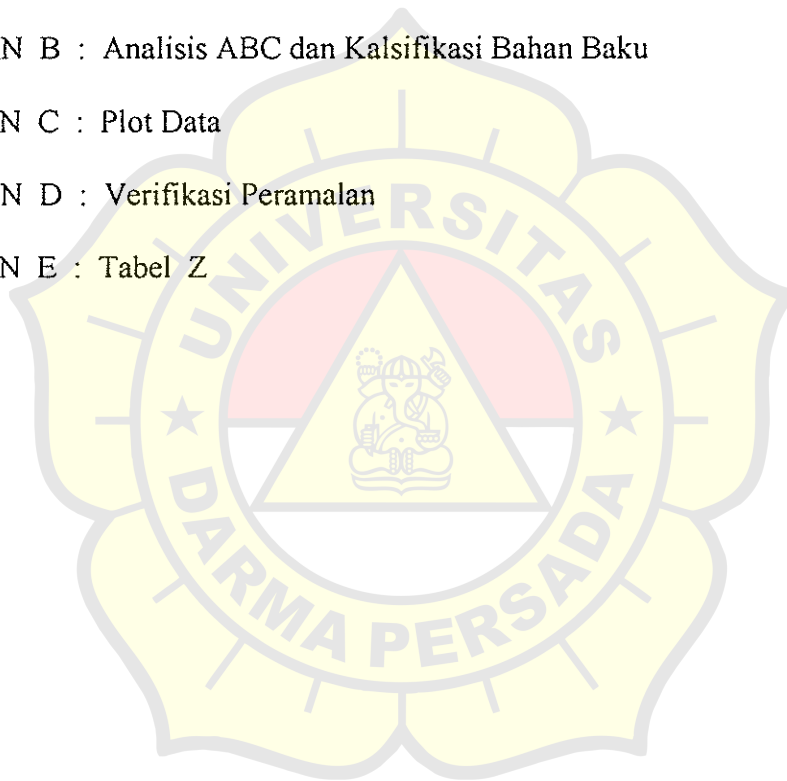 N B : Analisis ABC dan Kalsifikasi Bahan Baku
N C : Plot Data
N D : Verifikasi Peramalan
N E : Tabel Z
UNIVERSITAS
DARMA PERSADA